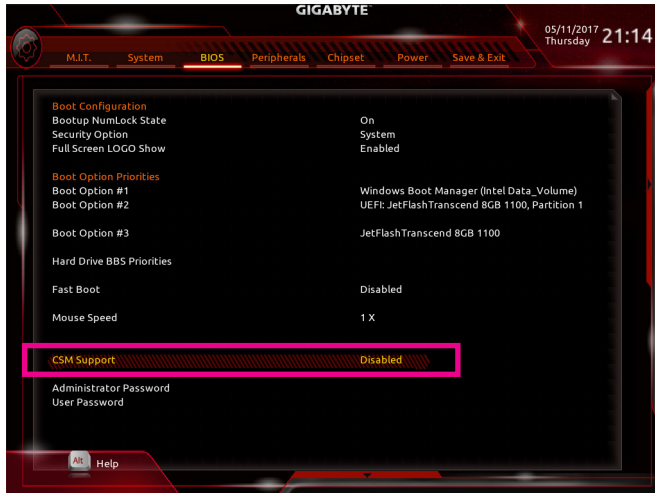 GIGABYTE
05/11/2017 Thursday 21:14
M.I.T. System BIOS Peripherals Chipset Power Save & Exit
Boot Configuration
Bootup NumLock State On
Security Option System
Full Screen LOGO Show Enabled
Boot Option Priorities
Boot Option #1 Windows Boot Manager (Intel Data_Volume)
Boot Option #2 UEFI: JetFlashTranscend 8GB 1100, Partition 1
Boot Option #3 JetFlashTranscend 8GB 1100
Hard Drive BBS Priorities
Fast Boot Disabled
Mouse Speed 1 X
CSM Support Disabled
Administrator Password
User Password
Alt Help